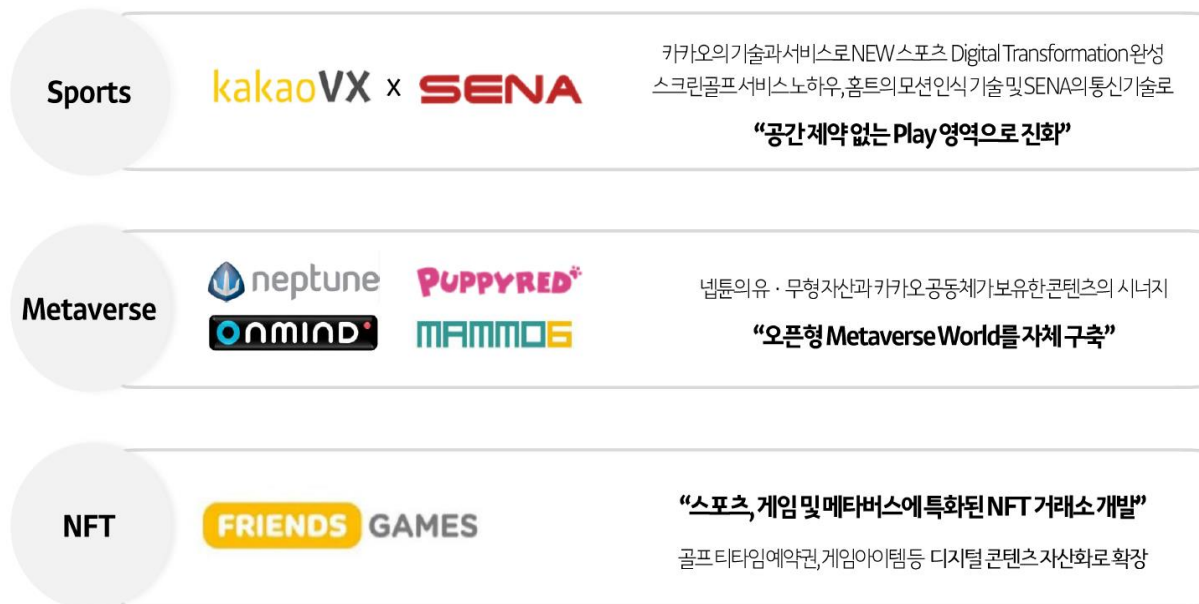 Sports
kakao VX x SENA
카카오의 기술과 서비스로 NEW 스포츠 Digital Transformation 완성
스크린골프 서비스 노하우, 홈트의 모션인식 기술 및 SENA의 통신기술로
“공간 제약 없는 Play 영역으로 진화”
Metaverse
neptune PUPPYRED
ONMIND MAMMO6
넵튠의 유 · 무형자산과 카카오 공동체가 보유한 콘텐츠의 시너지
“오픈형 Metaverse World를 자체 구축”
NFT
FRIENDS GAMES
“스포츠, 게임 및 메타버스에 특화된 NFT 거래소 개발”
골프 티타임 예약권, 게임아이템 등 디지털 콘텐츠 자산화로 확장